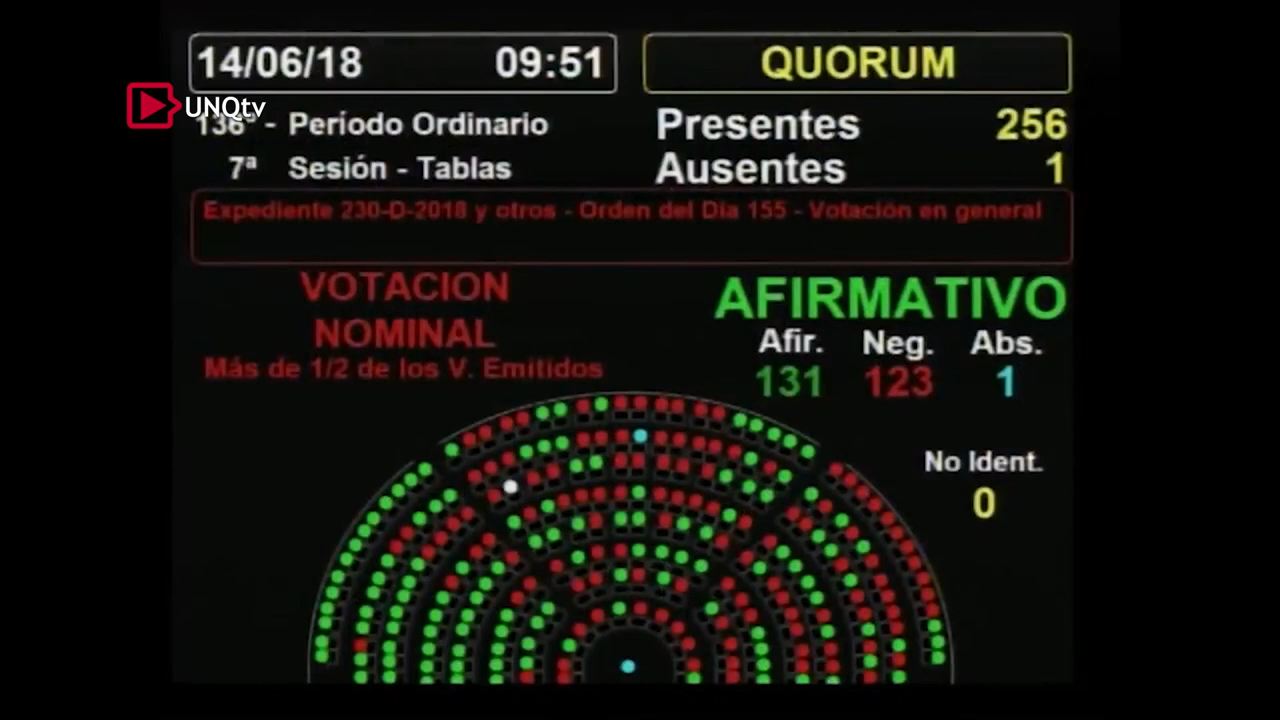 14/06/18 09:51 QUORUM
UNQtv
136º - Período Ordinario
Presentes 256
7ª Sesión - Tablas
Ausentes 1
Expediente 230-D-2018 y otros - Orden del Dia 155 - Votación en general
VOTACION
NOMINAL
Más de 1/2 de los V. Emitidos
AFIRMATIVO
Afir. Neg. Abs.
131 123 1
No Ident.
0